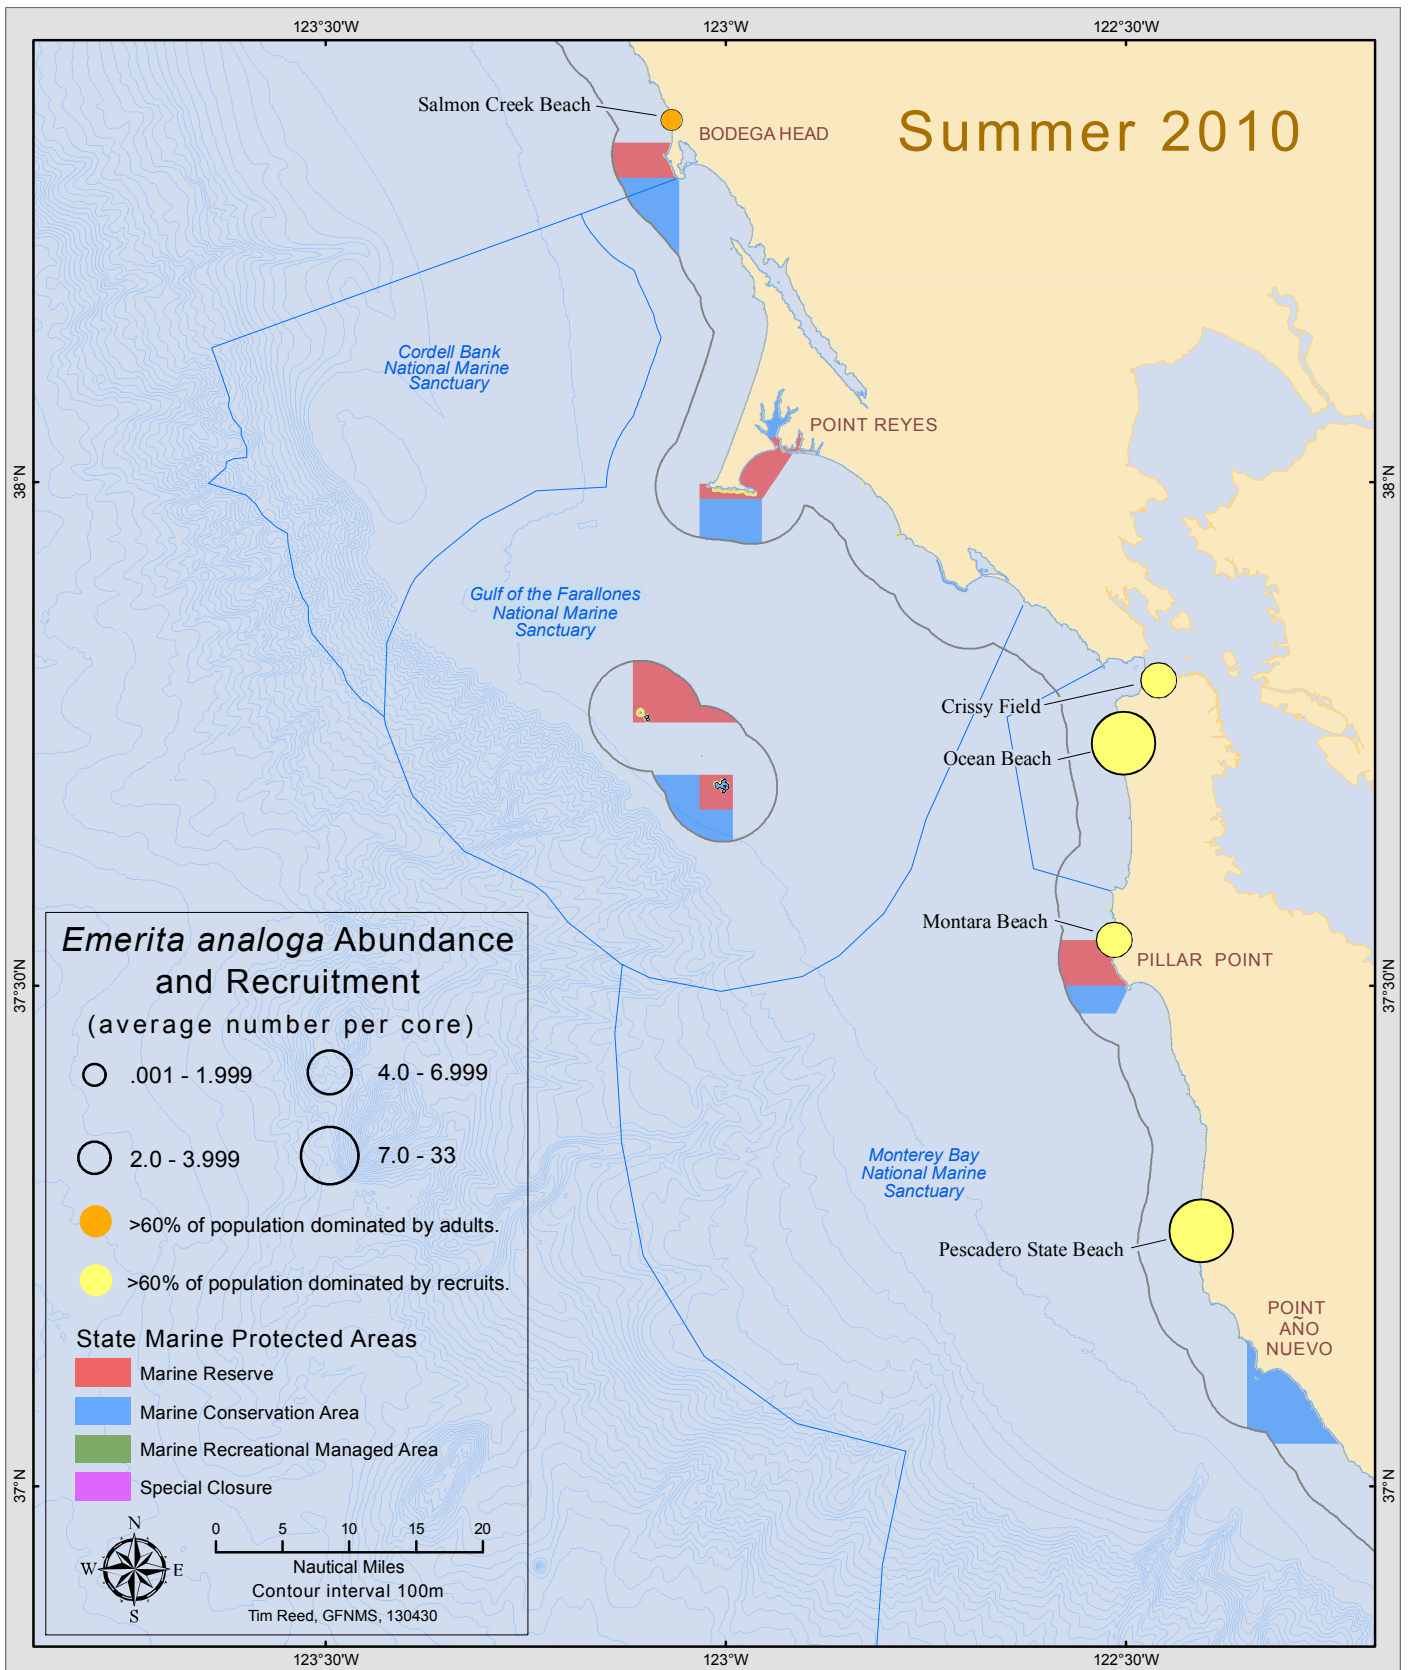 123°30'W
123°W
122°30'W
Summer 2010
Salmon Creek Beach
BODEGA HEAD
Cordell Bank
National Marine
Sanctuary
POINT REYES
38°N
38°N
Gulf of the Farallones
National Marine
Sanctuary
Crissy Field
Ocean Beach
Montara Beach
PILLAR POINT
37°30'N
37°30'N
Monterey Bay
National Marine
Sanctuary
Pescadero State Beach
POINT
AÑO
NUEVO
37°N
37°N
Emerita analoga Abundance
and Recruitment
(average number per core)
.001 - 1.999
4.0 - 6.999
2.0 - 3.999
7.0 - 33
>60% of population dominated by adults.
>60% of population dominated by recruits.
State Marine Protected Areas
Marine Reserve
Marine Conservation Area
Marine Recreational Managed Area
Special Closure
N
W E
S
0 5 10 15 20
Nautical Miles
Contour interval 100m
Tim Reed, GFNMS, 130430
123°30'W
123°W
122°30'W